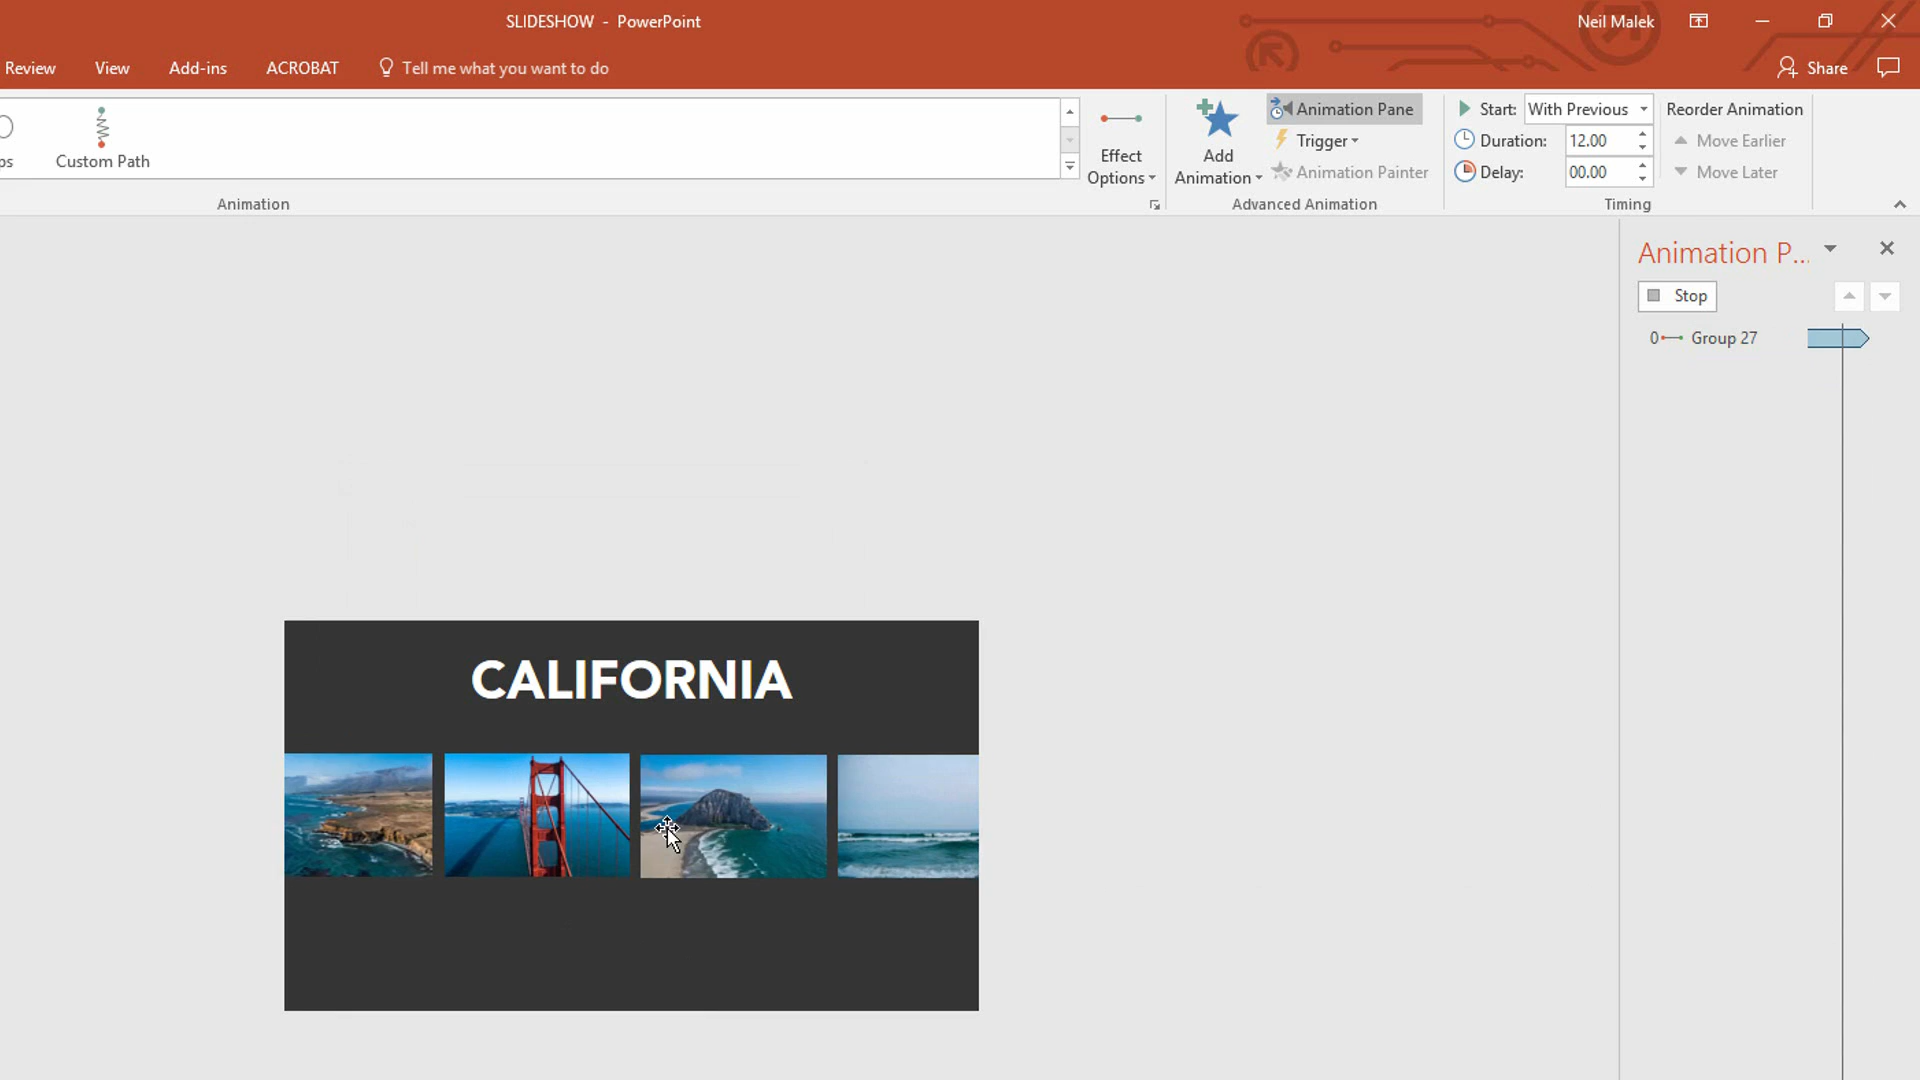 SLIDESHOW - PowerPoint
Neil Malek
Review View Add-ins ACROBAT Tell me what you want to do
Share
ps
Custom Path
Effect
Options
Add
Animation
Animation Pane
Trigger
Animation Painter
Start: With Previous
Duration: 12.00
Delay: 00.00
Reorder Animation
Move Earlier
Move Later
Animation
Advanced Animation
Timing
Animation P...
Stop
0 Group 27
CALIFORNIA